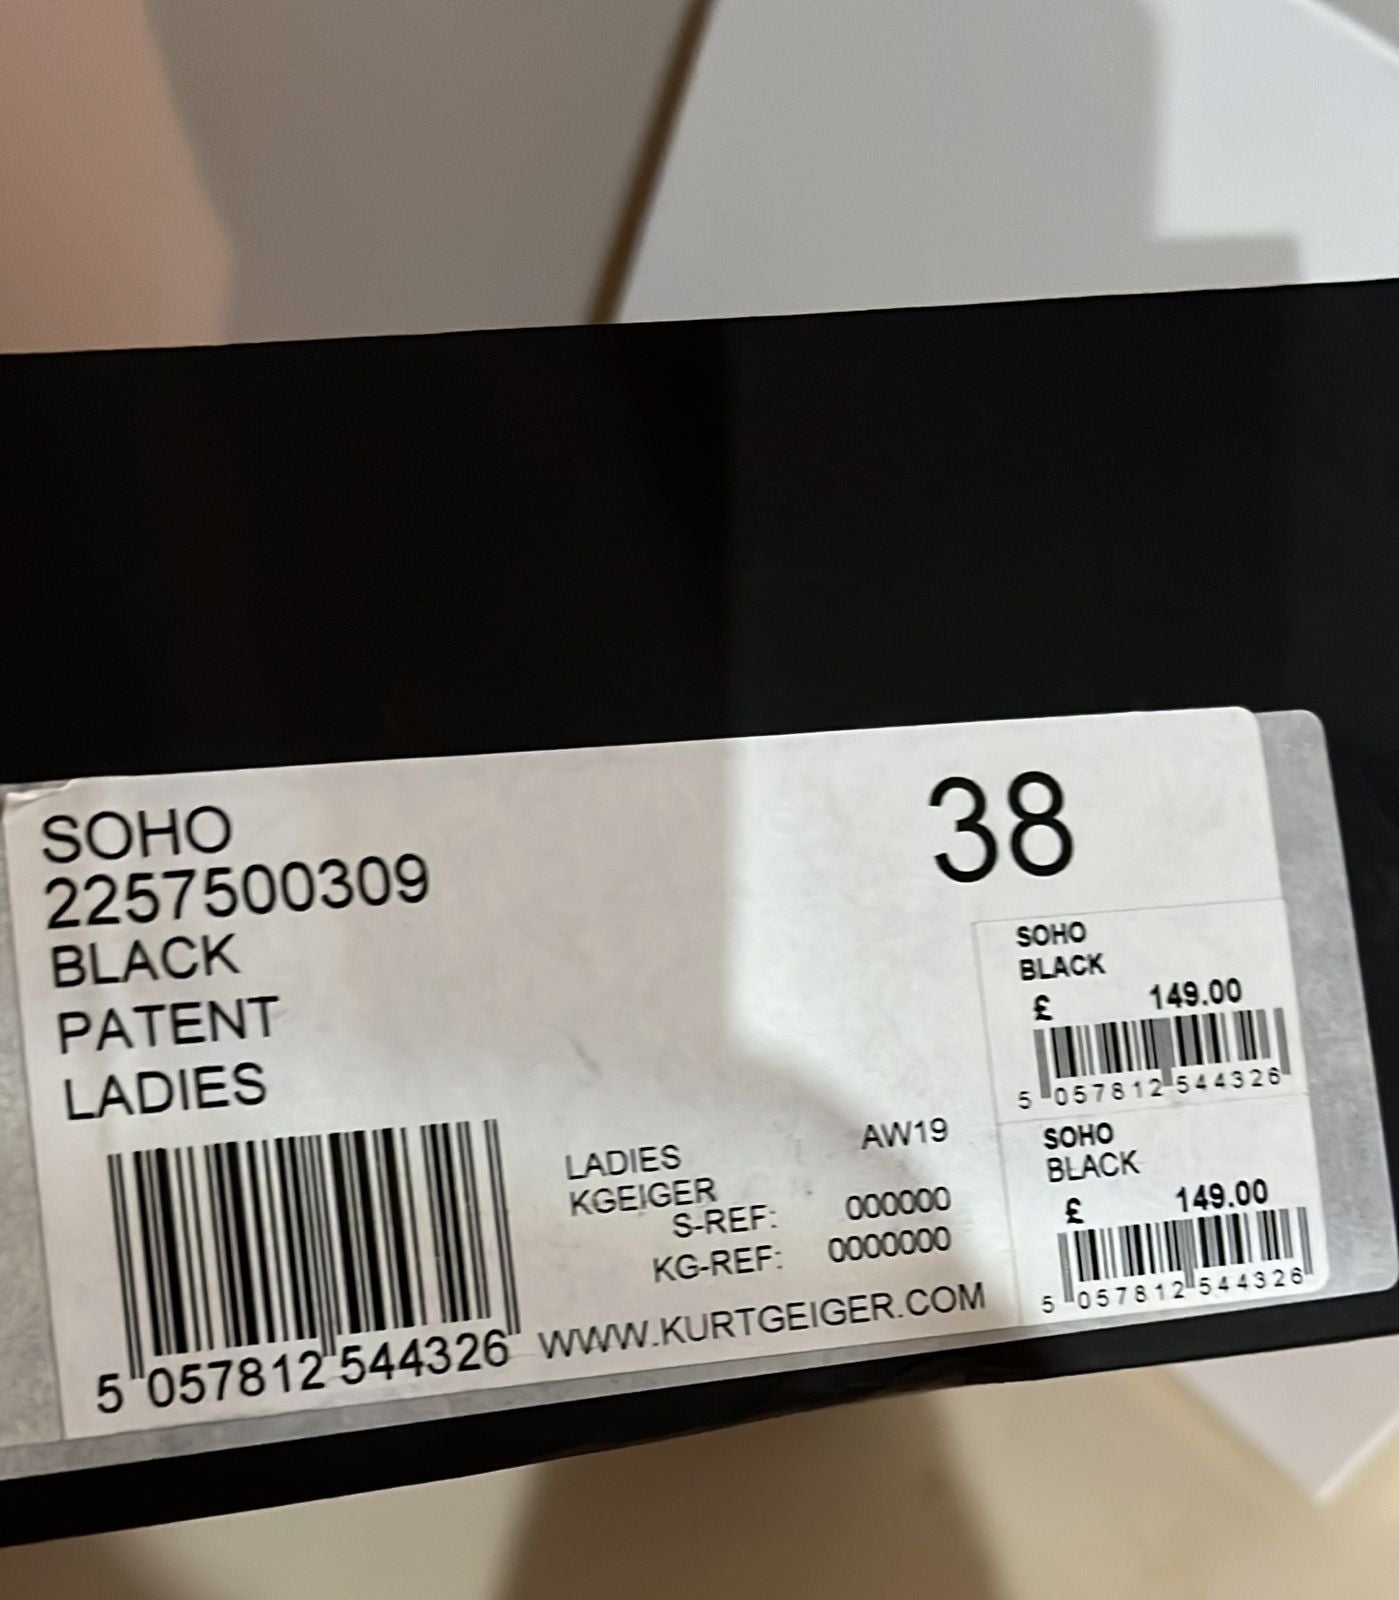 SOHO
2257500309
BLACK
PATENT
LADIES
5 057812 544326
38
LADIES
AW19
KGEIGER
S-REF: 000000
KG-REF: 0000000
WWW.KURTGEIGER.COM
SOHO
BLACK
£ 149.00
5 057812 544326
SOHO
BLACK
£ 149.00
5 057812 544326